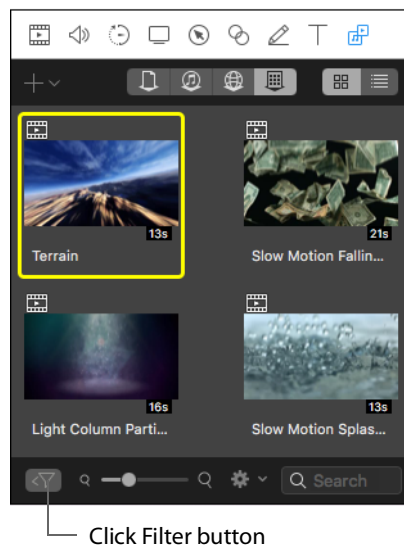 13s
21s
Terrain
Slow Motion Fallin...
16s
13s
Light Column Parti...
Slow Motion Splas...
Search
Click Filter button